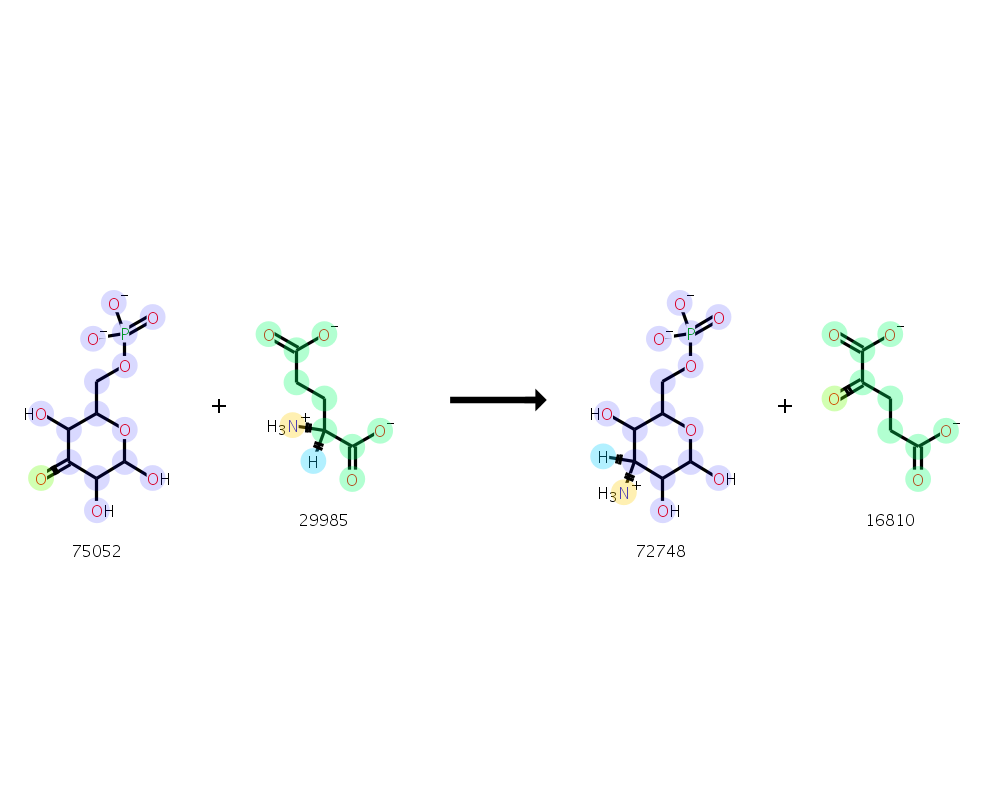 O⁻
O⁻ P O
O
HO O
O OH
OH
75052
+
O O⁻
H₃N⁺ O⁻
H O
29985
O⁻
O⁻ P O
O
HO O
H OH
H₃N⁺ OH
72748
+
O O⁻
O
O⁻
O
16810